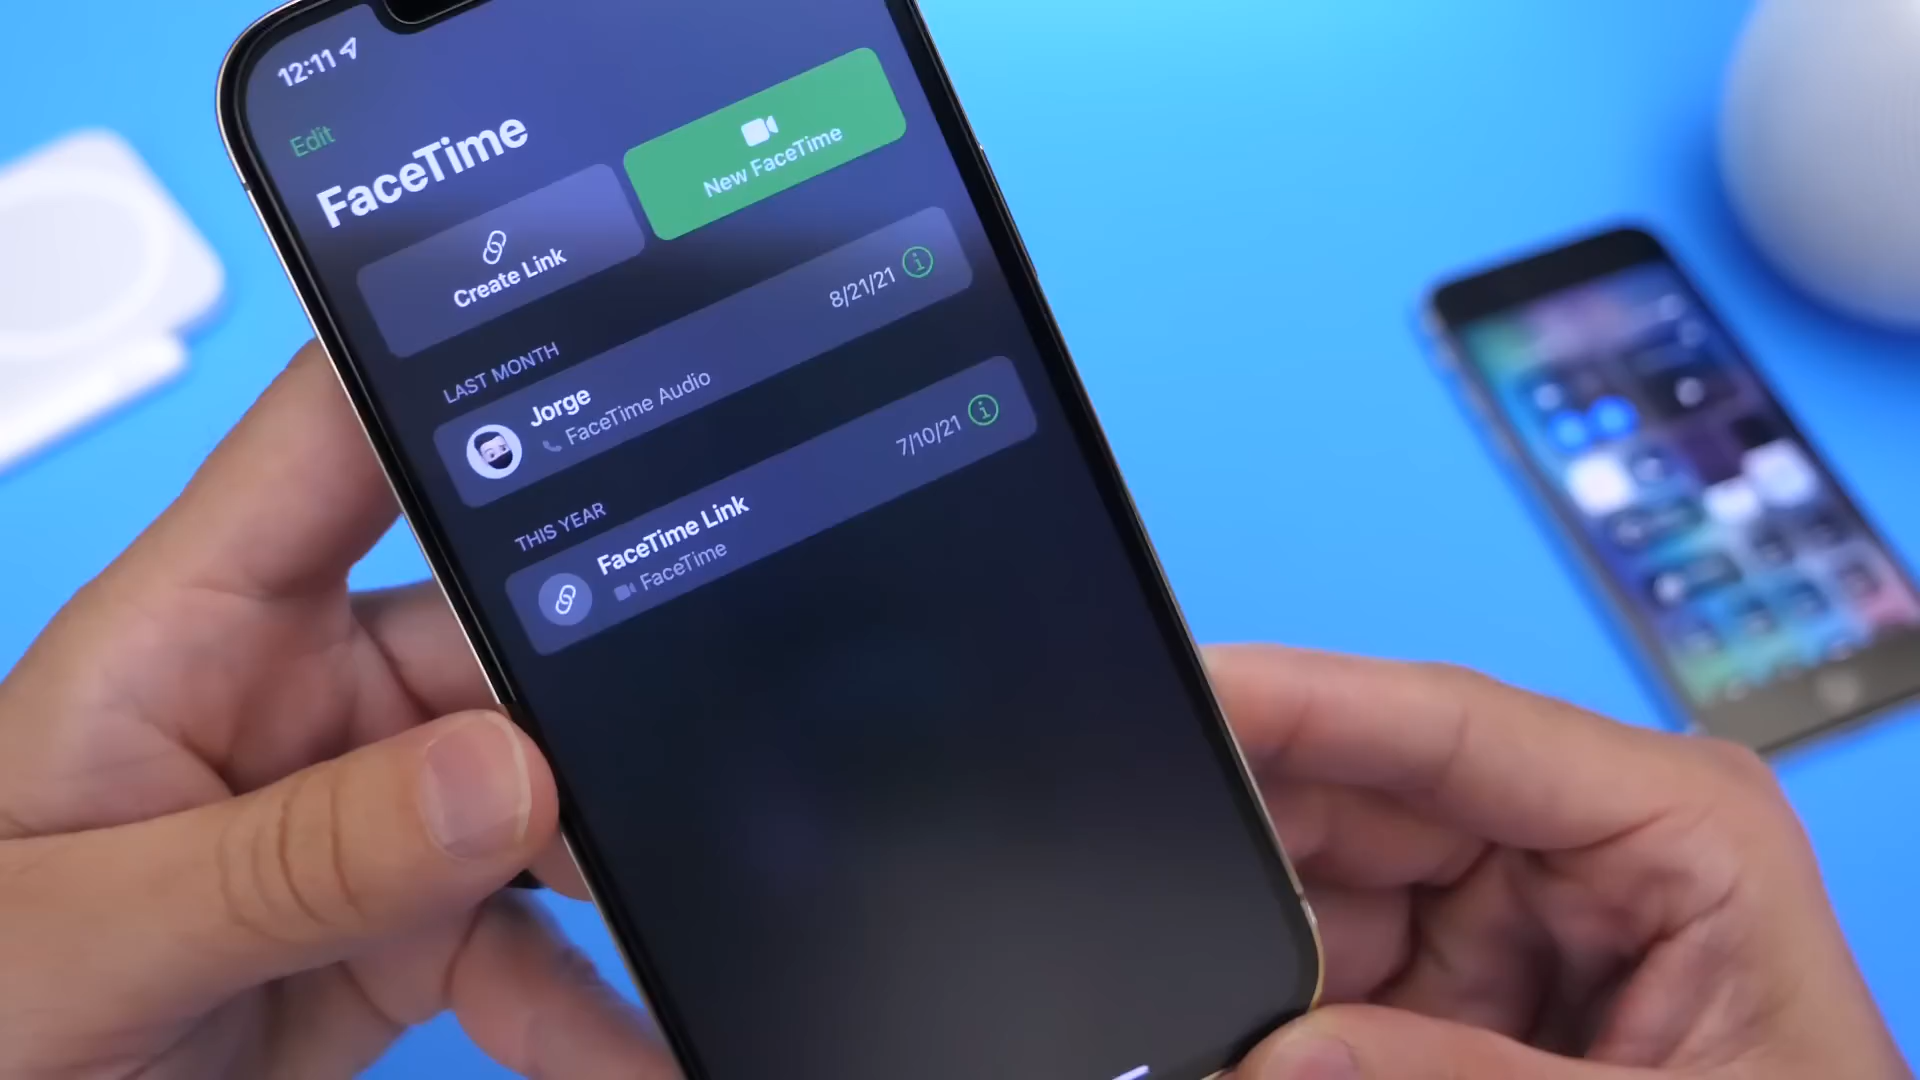 12:11
Edit
FaceTime
Create Link
New FaceTime
LAST MONTH
Jorge
FaceTime Audio
8/21/21
THIS YEAR
FaceTime Link
FaceTime
7/10/21